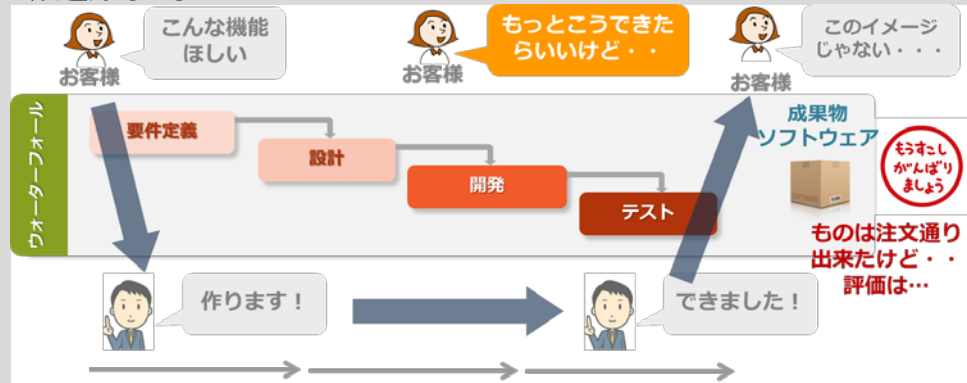 こんな機能
ほしい
お客様
もっとこうできた
らいいけど・・
お客様
このイメージ
じゃない・・・
お客様
ウォーターフォール
要件定義
設計
開発
テスト
成果物
ソフトウェア
もうすこし
がんばり
ましょう
ものは注文通り
出来たけど・・
評価は…
作ります！
できました！